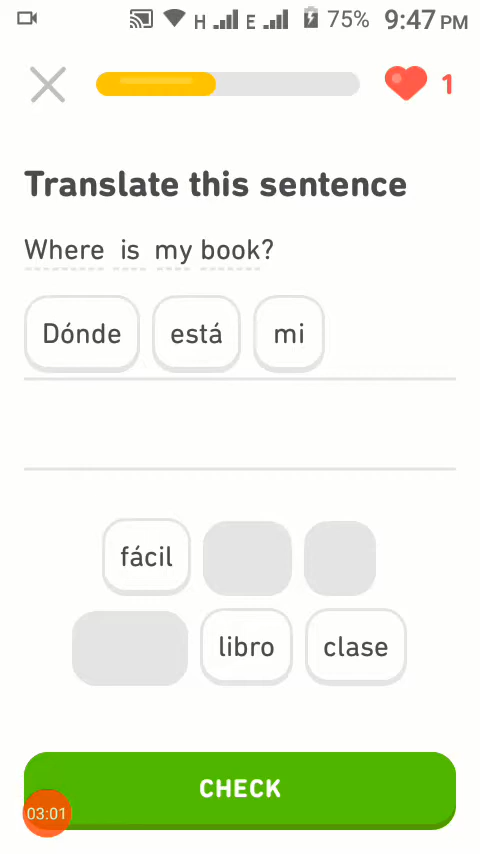 H E 75% 9:47 PM
1
Translate this sentence
Where is my book?
Dónde está mi
fácil
libro clase
CHECK
03:01